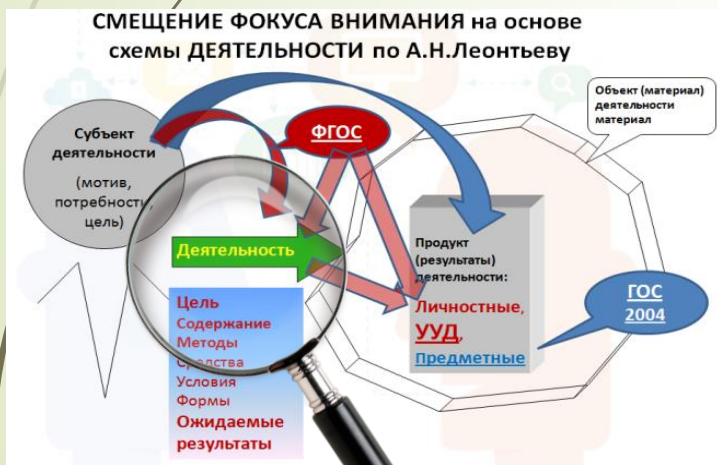 СМЕЩЕНИЕ ФОКУСА ВНИМАНИЯ на основе
схемы ДЕЯТЕЛЬНОСТИ по А.Н.Леонтьеву
Субъект
деятельности
(мотив,
потребность,
цель)
ФГОС
Объект (материал)
деятельности
материал
Деятельность
Цель
Содержание
Методы
Средства
Условия
Формы
Ожидаемые
результаты
Продукт
(результаты)
деятельности:
Личностные,
УУД,
Предметные
ГОС
2004